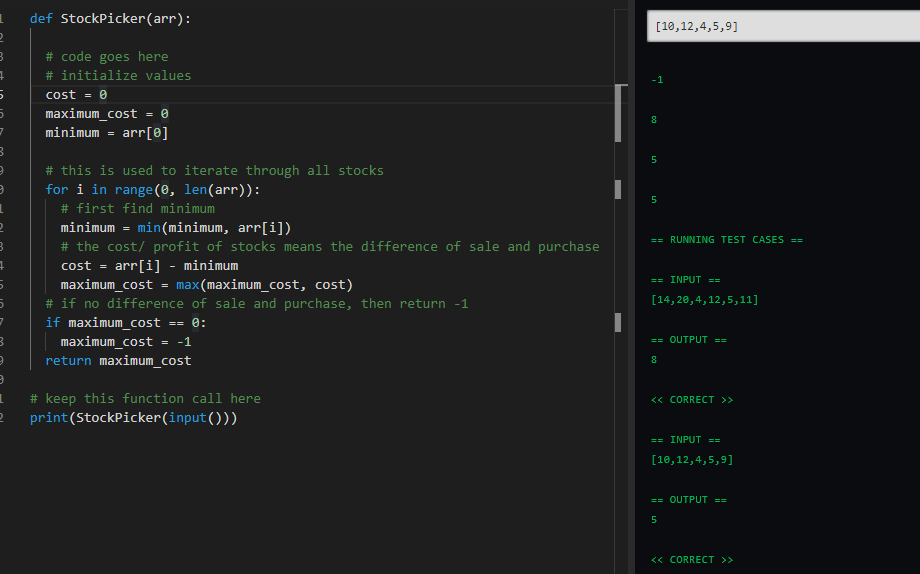 1 def StockPicker(arr):
2
3 # code goes here
4 # initialize values
5 cost = 0
6 maximum_cost = 0
7 minimum = arr[0]
8
9 # this is used to iterate through all stocks
0 for i in range(0, len(arr)):
1 # first find minimum
2 minimum = min(minimum, arr[i])
3 # the cost/ profit of stocks means the difference of sale and purchase
4 cost = arr[i] - minimum
5 maximum_cost = max(maximum_cost, cost)
6 # if no difference of sale and purchase, then return -1
7 if maximum_cost == 0:
8 maximum_cost = -1
9 return maximum_cost
0
1 # keep this function call here
2 print(StockPicker(input()))
[10,12,4,5,9]
-1
8
5
5
== RUNNING TEST CASES ==
== INPUT ==
[14,20,4,12,5,11]
== OUTPUT ==
8
<< CORRECT >>
== INPUT ==
[10,12,4,5,9]
== OUTPUT ==
5
<< CORRECT >>